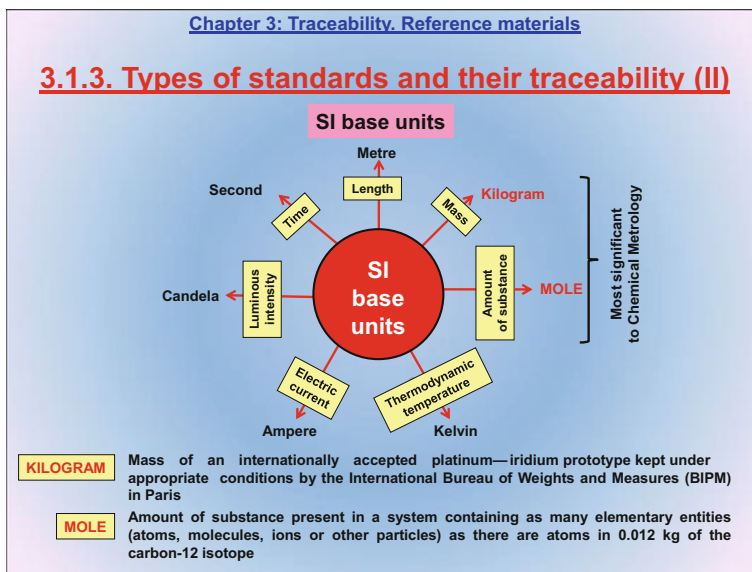 Chapter 3: Traceability. Reference materials
3.1.3. Types of standards and their traceability (II)
SI base units
Metre
Second
Length
Kilogram
Time
Mass
SI
base
units
Candela
Luminous
intensity
Amount
of substance
MOLE
Most significant
to Chemical Metrology
Electric
current
Thermodynamic
temperature
Ampere
Kelvin
KILOGRAM
Mass of an internationally accepted platinum—iridium prototype kept under
appropriate conditions by the International Bureau of Weights and Measures (BIPM)
in Paris
MOLE
Amount of substance present in a system containing as many elementary entities
(atoms, molecules, ions or other particles) as there are atoms in 0.012 kg of the
carbon-12 isotope